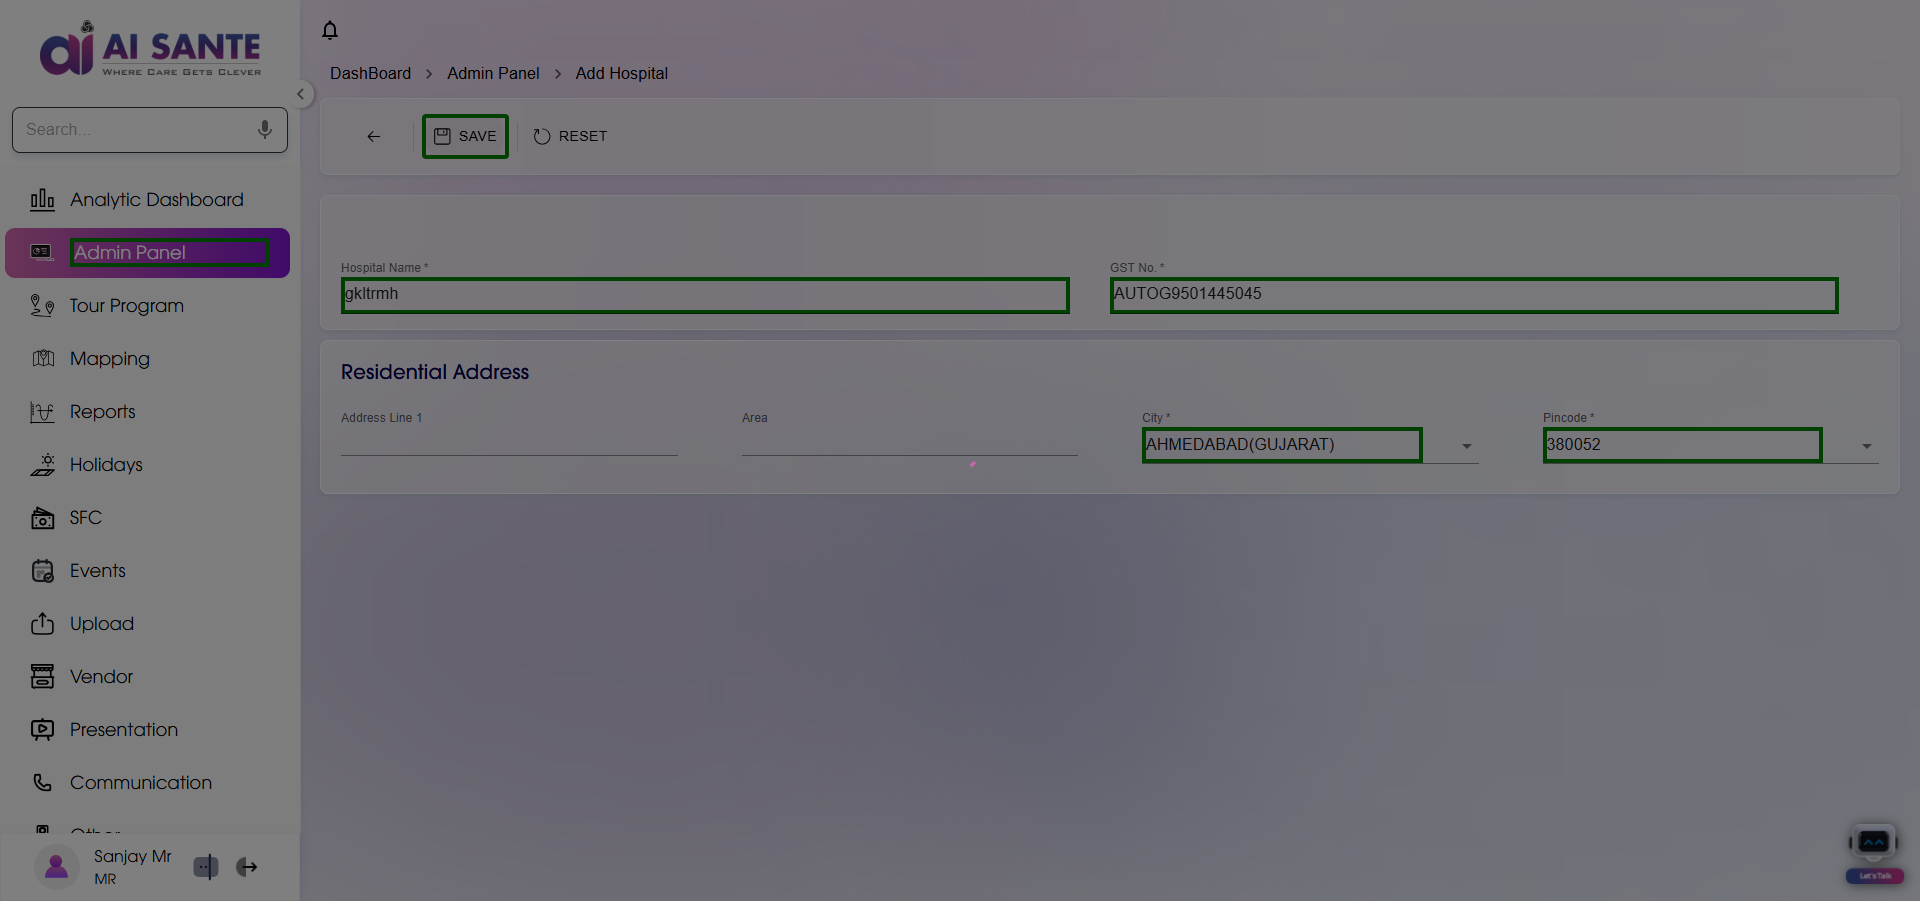 AI SANTE
WHERE CARE GETS CLEVER
Search...
Analytic Dashboard
Admin Panel
Tour Program
Mapping
Reports
Holidays
SFC
Events
Upload
Vendor
Presentation
Communication
Other
Sanjay Mr
MR
DashBoard > Admin Panel > Add Hospital
SAVE RESET
Hospital Name * GST No. *
gkltrmh AUTOG9501445045
Residential Address
Address Line 1 Area City * Pincode *
AHMEDABAD(GUJARAT) 380052
Let's Talk